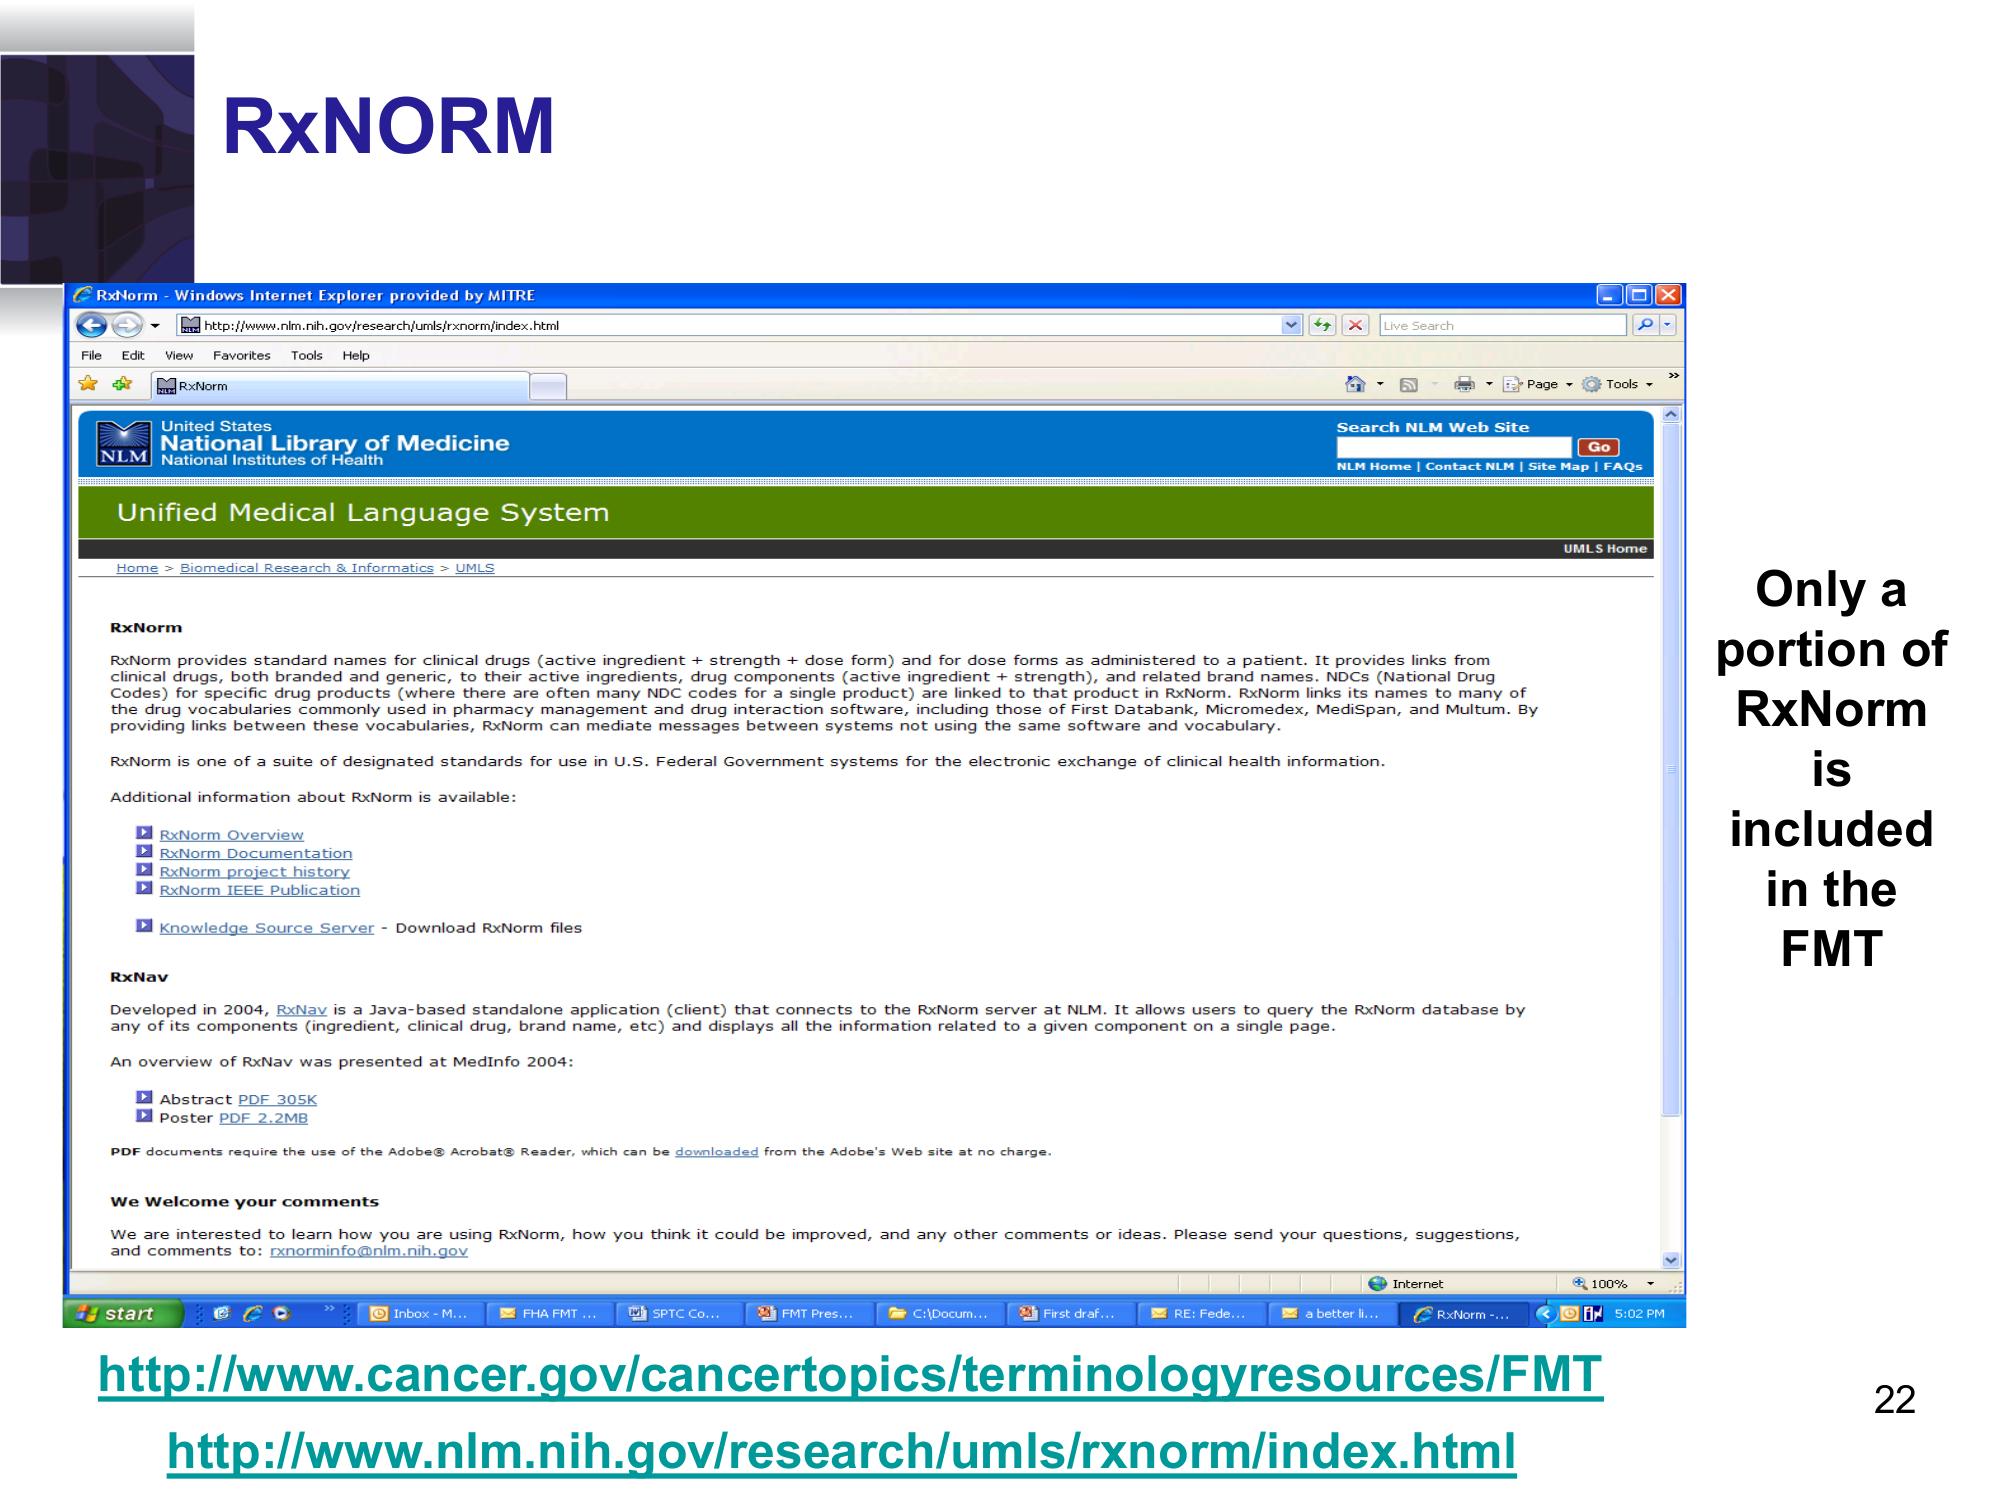 RxNORM
RxNorm - Windows Internet Explorer provided by MITRE
http://www.nlm.nih.gov/research/umls/rxnorm/index.html
Live Search
File Edit View Favorites Tools Help
RxNorm
Page Tools
NLM
United States
National Library of Medicine
National Institutes of Health
Search NLM Web Site
Go
NLM Home | Contact NLM | Site Map | FAQs
Unified Medical Language System
UMLS Home
Home > Biomedical Research & Informatics > UMLS
RxNorm
RxNorm provides standard names for clinical drugs (active ingredient + strength + dose form) and for dose forms as administered to a patient. It provides links from
clinical drugs, both branded and generic, to their active ingredients, drug components (active ingredient + strength), and related brand names. NDCs (National Drug
Codes) for specific drug products (where there are often many NDC codes for a single product) are linked to that product in RxNorm. RxNorm links its names to many of
the drug vocabularies commonly used in pharmacy management and drug interaction software, including those of First Databank, Micromedex, MediSpan, and Multum. By
providing links between these vocabularies, RxNorm can mediate messages between systems not using the same software and vocabulary.
RxNorm is one of a suite of designated standards for use in U.S. Federal Government systems for the electronic exchange of clinical health information.
Additional information about RxNorm is available:
RxNorm Overview
RxNorm Documentation
RxNorm project history
RxNorm IEEE Publication
Knowledge Source Server - Download RxNorm files
RxNav
Developed in 2004, RxNav is a Java-based standalone application (client) that connects to the RxNorm server at NLM. It allows users to query the RxNorm database by
any of its components (ingredient, clinical drug, brand name, etc) and displays all the information related to a given component on a single page.
An overview of RxNav was presented at MedInfo 2004:
Abstract PDF 305K
Poster PDF 2.2MB
PDF documents require the use of the Adobe® Acrobat® Reader, which can be downloaded from the Adobe's Web site at no charge.
We Welcome your comments
We are interested to learn how you are using RxNorm, how you think it could be improved, and any other comments or ideas. Please send your questions, suggestions,
and comments to: rxnorminfo@nlm.nih.gov
Internet 100%
start Inbox - M... FHA FMT ... SPTC Co... FMT Pres... C:\Docum... First draf... RE: Fede... a better li... RxNorm -... 5:02 PM
Only a
portion of
RxNorm
is
included
in the
FMT
http://www.cancer.gov/cancertopics/terminologyresources/FMT
http://www.nlm.nih.gov/research/umls/rxnorm/index.html
22